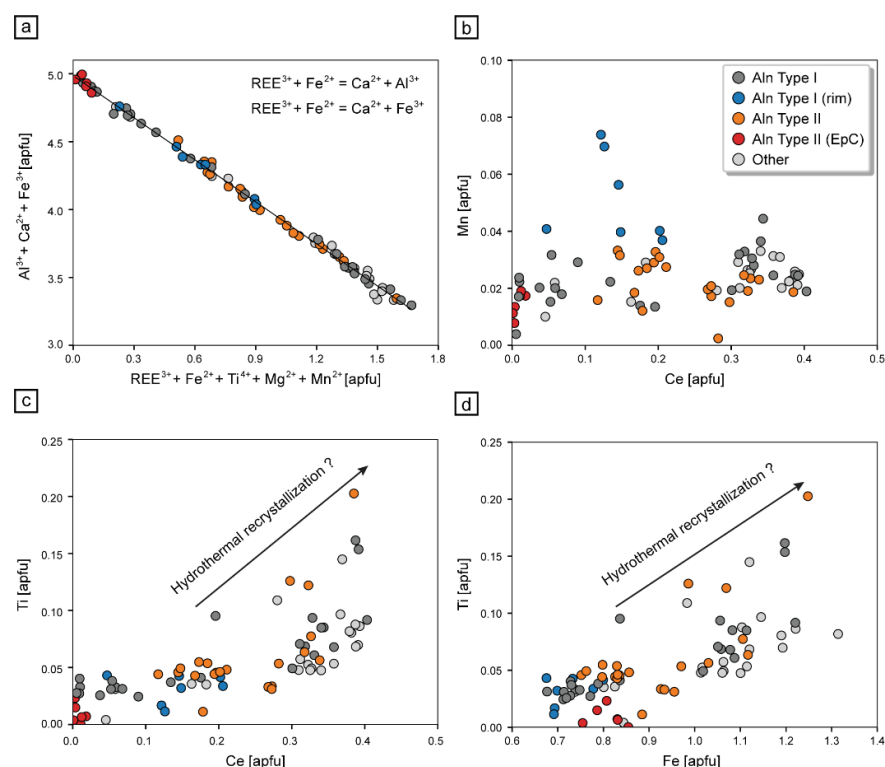 a
5.0
4.5
4.0
3.5
3.0
0.0
0.3
0.6
0.9
1.2
1.5
1.8
Al³⁺ + Ca²⁺ + Fe³⁺ [apfu]
REE³⁺ + Fe²⁺ + Ti⁴⁺ + Mg²⁺ + Mn²⁺ [apfu]
REE³⁺ + Fe²⁺ = Ca²⁺ + Al³⁺
REE³⁺ + Fe²⁺ = Ca²⁺ + Fe³⁺
b
0.10
0.08
0.06
0.04
0.02
0.00
0.0
0.1
0.2
0.3
0.4
0.5
Mn [apfu]
Ce [apfu]
Aln Type I
Aln Type I (rim)
Aln Type II
Aln Type II (EpC)
Other
c
0.25
0.20
0.15
0.10
0.05
0.00
0.0
0.1
0.2
0.3
0.4
0.5
Ti [apfu]
Ce [apfu]
Hydrothermal recrystallization ?
d
0.25
0.20
0.15
0.10
0.05
0.00
0.6
0.7
0.8
0.9
1.0
1.1
1.2
1.3
1.4
Ti [apfu]
Fe [apfu]
Hydrothermal recrystallization ?